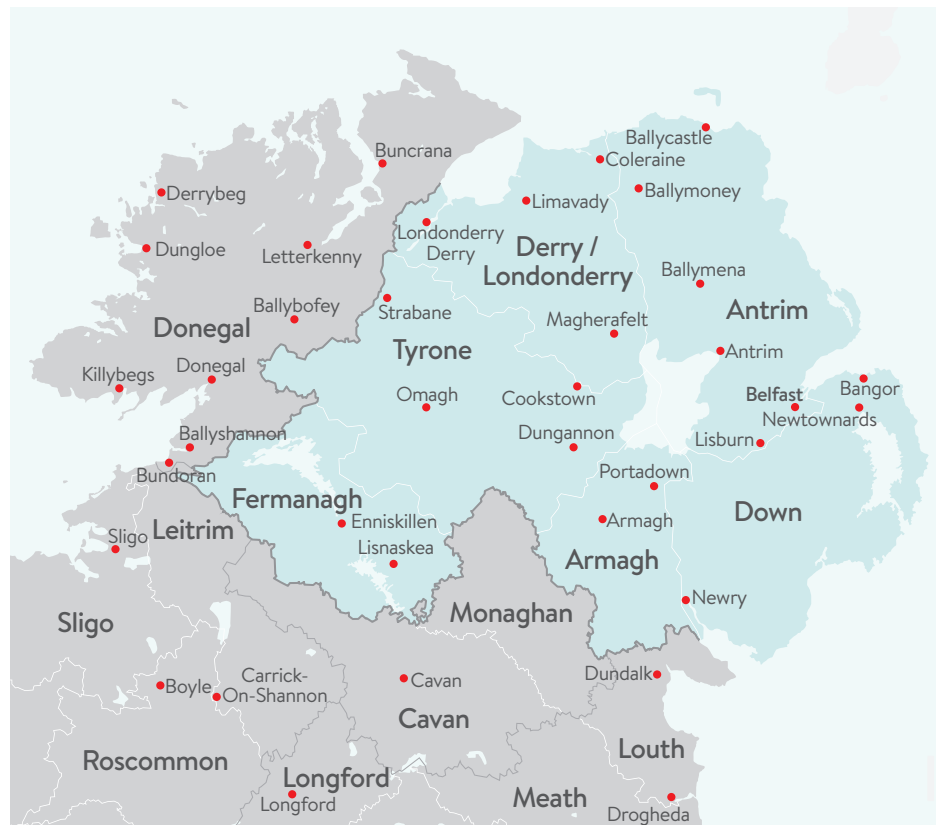 Ballycastle
Buncrana
Coleraine
Derrybeg
Ballymoney
Limavady
Londonderry
Derry
Derry /
Londonderry
Dungloe
Letterkenny
Ballymena
Ballybofey
Strabane
Antrim
Donegal
Magherafelt
Tyrone
Antrim
Killybegs
Donegal
Omagh
Cookstown
Belfast
Bangor
Newtownards
Ballyshannon
Dungannon
Lisburn
Bundoran
Portadown
Fermanagh
Enniskillen
Leitrim
Armagh
Down
Sligo
Lisnaskea
Armagh
Newry
Sligo
Monaghan
Carrick-
On-Shannon
Boyle
Cavan
Dundalk
Cavan
Louth
Roscommon
Longford
Longford
Meath
Drogheda